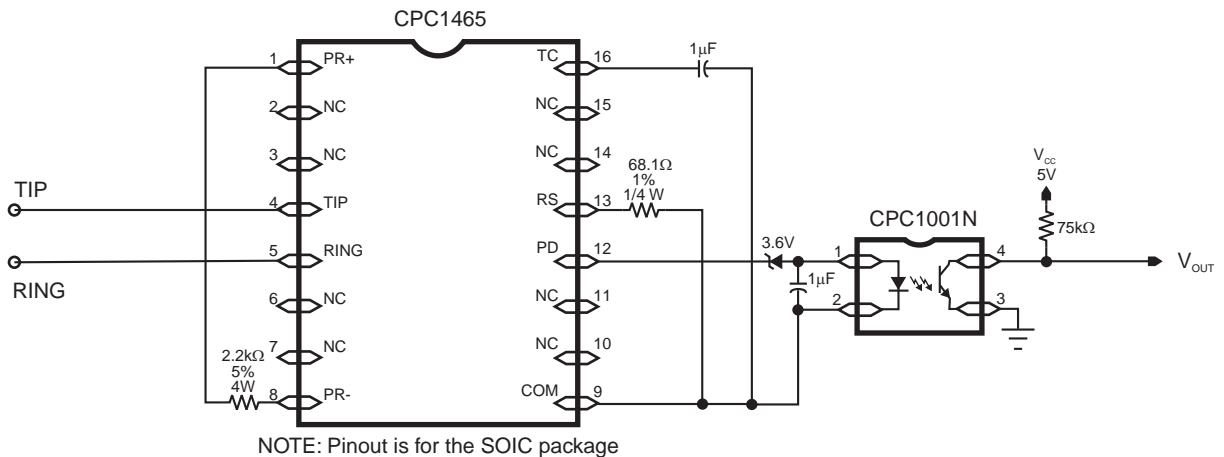 CPC1465
1 PR+ TC 16
1μF
2 NC NC 15
3 NC NC 14
68.1Ω
1%
1/4 W
V_CC
5V
TIP
4 TIP RS 13
CPC1001N
75kΩ
5 RING PD 12
3.6V
1 4
V_OUT
RING
1μF
6 NC NC 11
2 3
7 NC NC 10
2.2kΩ
5%
4W
8 PR- COM 9
NOTE: Pinout is for the SOIC package